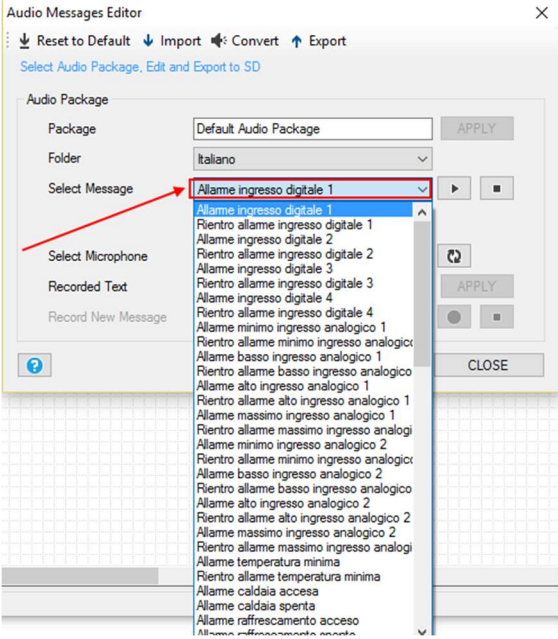 Audio Messages Editor
Reset to Default Import Convert Export
Select Audio Package, Edit and Export to SD
Audio Package
Package Default Audio Package APPLY
Folder Italiano
Select Message Allarme ingresso digitale 1
Allarme ingresso digitale 1
Rientro allarme ingresso digitale 1
Allarme ingresso digitale 2
Rientro allarme ingresso digitale 2
Allarme ingresso digitale 3
Rientro allarme ingresso digitale 3
Allarme ingresso digitale 4
Rientro allarme ingresso digitale 4
Allarme minimo ingresso analogico 1
Rientro allarme minimo ingresso analogico
Allarme basso ingresso analogico 1
Rientro allarme basso ingresso analogico
Allarme alto ingresso analogico 1
Rientro allarme alto ingresso analogico 1
Allarme massimo ingresso analogico 1
Rientro allarme massimo ingresso analogi
Allarme minimo ingresso analogico 2
Rientro allarme minimo ingresso analogico
Allarme basso ingresso analogico 2
Rientro allarme basso ingresso analogico
Allarme alto ingresso analogico 2
Rientro allarme alto ingresso analogico 2
Allarme massimo ingresso analogico 2
Rientro allarme massimo ingresso analogi
Allarme temperatura minima
Rientro allarme temperatura minima
Allarme caldaia accesa
Allarme caldaia spenta
Allarme raffrescamento acceso
Allarme raffrescamento spento
Select Microphone
Recorded Text APPLY
Record New Message
? CLOSE